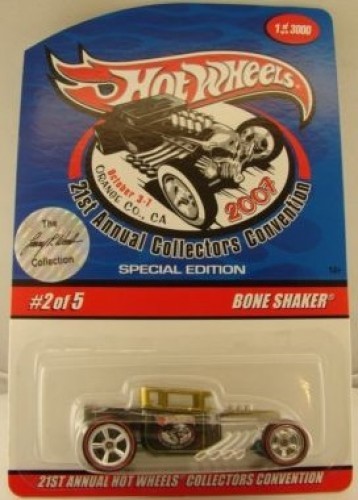 1 of 3000
Hot Wheels
October 3-7
ORANGE CO., CA
2007
21st Annual Collectors Convention
The
Collection
SPECIAL EDITION
#2 of 5
BONE SHAKER®
21ST ANNUAL HOT WHEELS® COLLECTORS CONVENTION